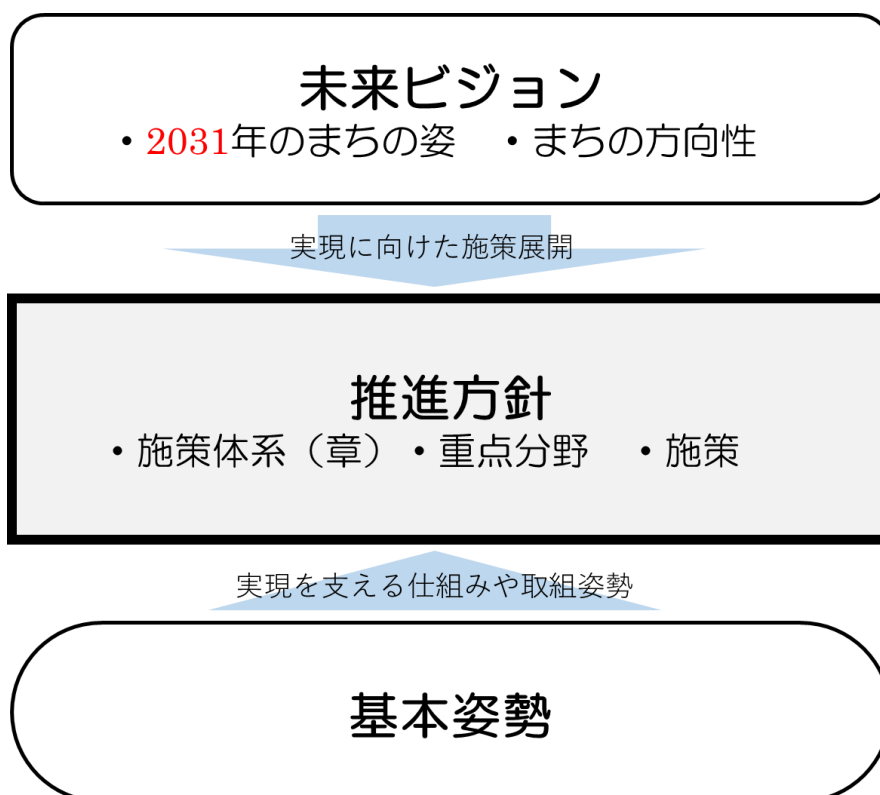 未来ビジョン
・2031年のまちの姿　・まちの方向性
実現に向けた施策展開
推進方針
・施策体系（章）・重点分野　・施策
実現を支える仕組みや取組姿勢
基本姿勢